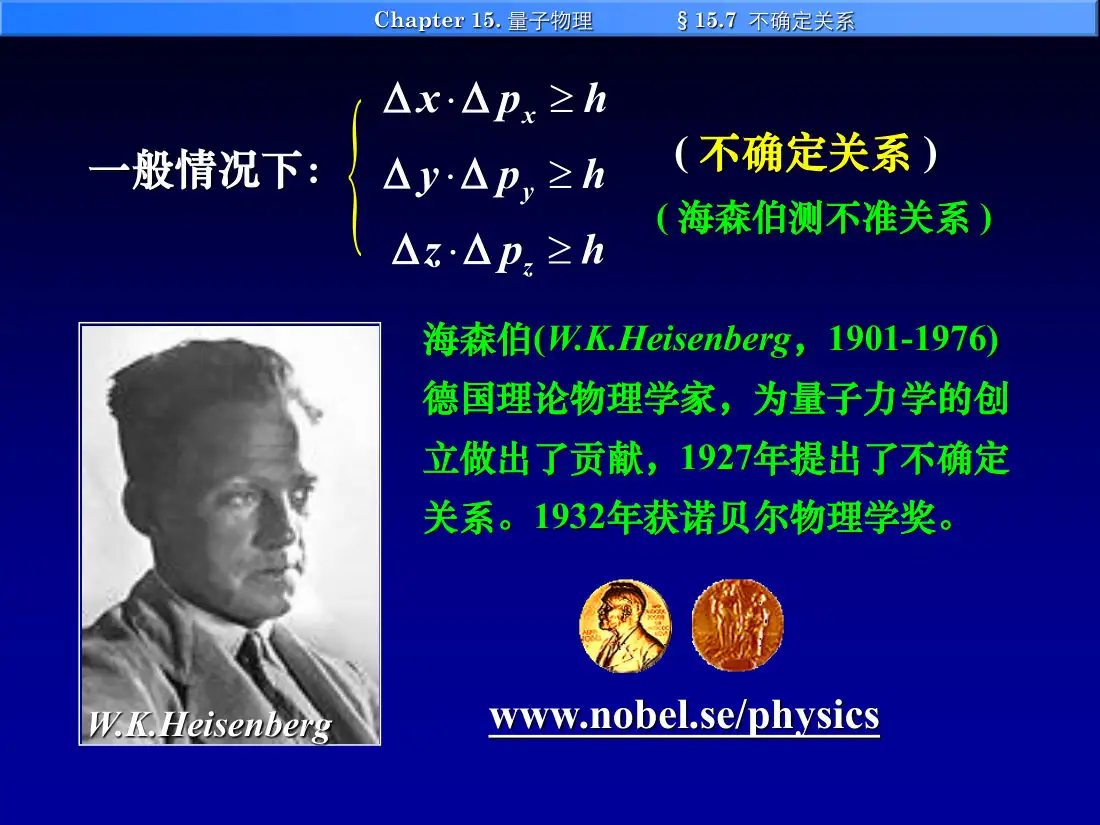 Chapter 15. 量子物理 § 15.7 不确定关系
Δx·Δp_x ≥ h
一般情况下: Δy·Δp_y ≥ h
Δz·Δp_z ≥ h
( 不确定关系 )
( 海森伯测不准关系 )
海森伯(W.K.Heisenberg，1901-1976)
德国理论物理学家，为量子力学的创
立做出了贡献，1927年提出了不确定
关系。1932年获诺贝尔物理学奖。
W.K.Heisenberg
www.nobel.se/physics